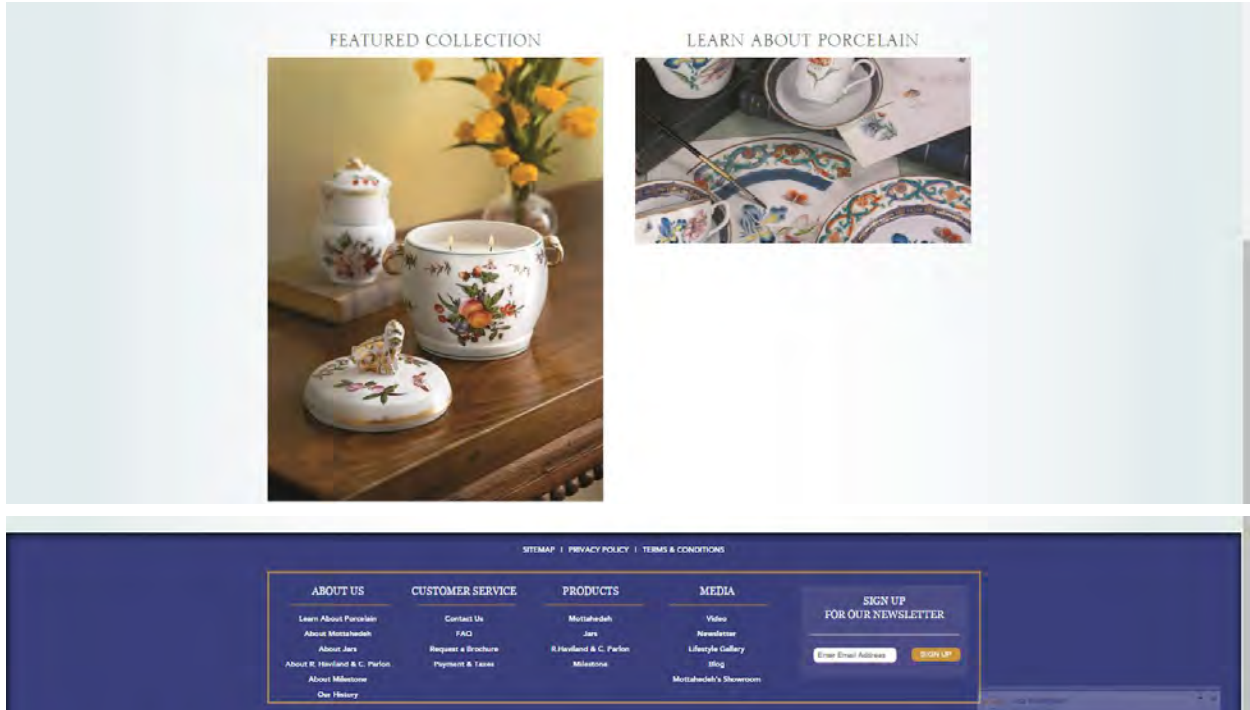 FEATURED COLLECTION
LEARN ABOUT PORCELAIN
SITEMAP | PRIVACY POLICY | TERMS & CONDITIONS
ABOUT US
Learn About Porcelain
About Mottahedeh
About Jars
About R. Haviland & C. Parlon
About Milestone
Our History
CUSTOMER SERVICE
Contact Us
FAQ
Request a Brochure
Payment & Taxes
PRODUCTS
Mottahedeh
Jars
R.Haviland & C. Parlon
Milestone
MEDIA
Video
Newsletter
Lifestyle Gallery
Blog
Mottahedeh's Showroom
SIGN UP
FOR OUR NEWSLETTER
Enter Email Address
SIGN UP